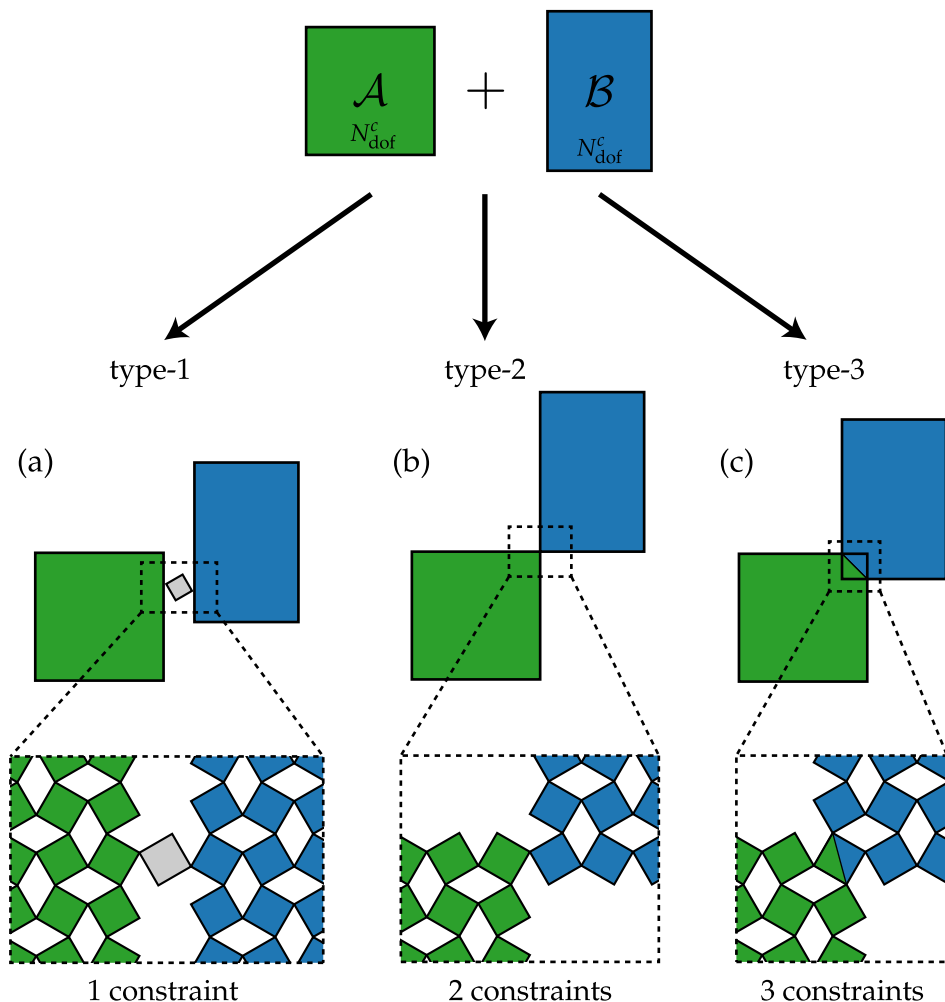 𝒜 + ℬ
N^c_dof N^c_dof
type-1 type-2 type-3
(a) (b) (c)
1 constraint 2 constraints 3 constraints